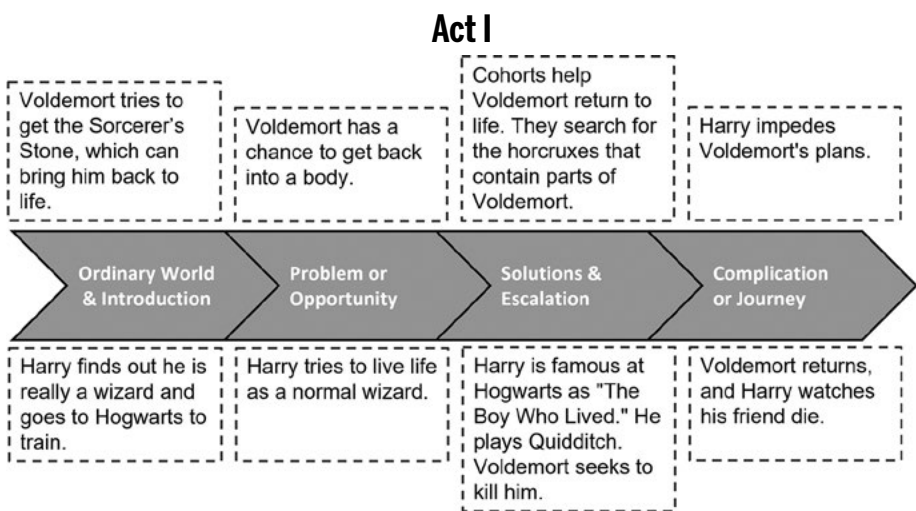 Act I
Voldemort tries to
get the Sorcerer's
Stone, which can
bring him back to
life.
Voldemort has a
chance to get back
into a body.
Cohorts help
Voldemort return to
life. They search for
the horcruxes that
contain parts of
Voldemort.
Harry impedes
Voldemort's plans.
Ordinary World
& Introduction
Problem or
Opportunity
Solutions &
Escalation
Complication
or Journey
Harry finds out he is
really a wizard and
goes to Hogwarts to
train.
Harry tries to live life
as a normal wizard.
Harry is famous at
Hogwarts as "The
Boy Who Lived." He
plays Quidditch.
Voldemort seeks to
kill him.
Voldemort returns,
and Harry watches
his friend die.